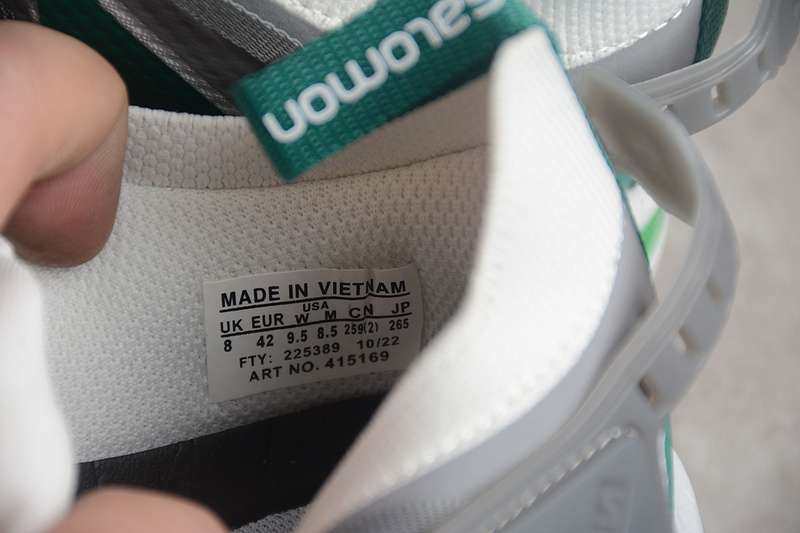 salomon
MADE IN VIETNAM
USA
UK EUR W M CN JP
8 42 9.5 8.5 259(2) 265
FTY: 225389 10/22
ART NO. 415169